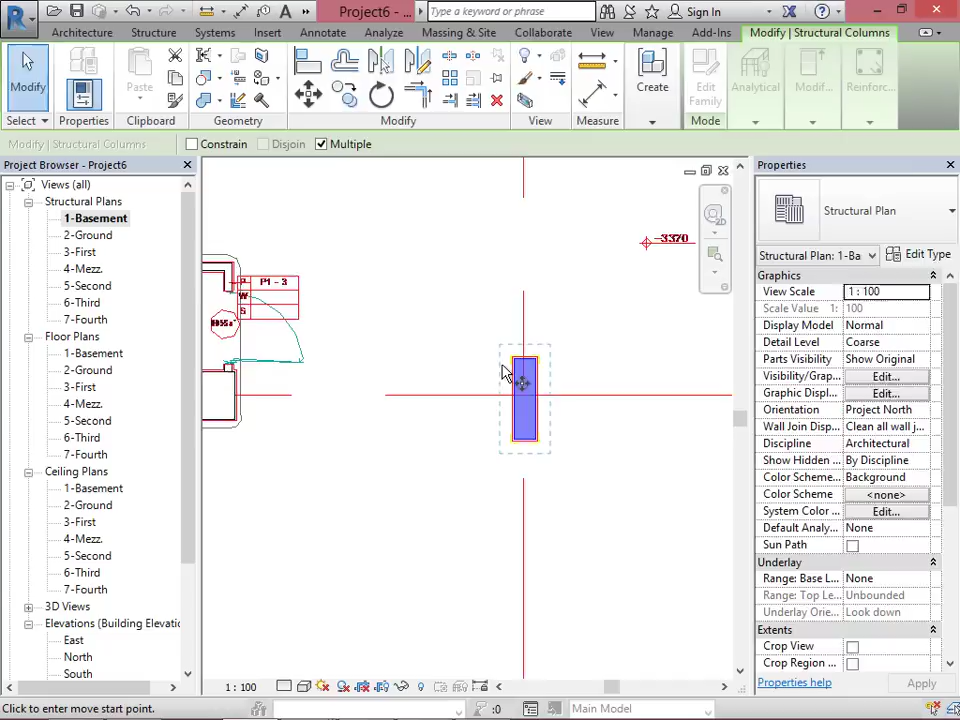 Project6 - ...
Type a keyword or phrase
Sign In
Architecture Structure Systems Insert Annotate Analyze Massing & Site Collaborate View Manage Add-Ins Modify | Structural Columns
Modify
Paste
Create
Edit Family
Analytical
Modif...
Reinforc...
Select Properties Clipboard Geometry Modify View Measure Mode
Modify | Structural Columns Constrain Disjoin Multiple
Project Browser - Project6
Views (all)
Structural Plans
1-Basement
2-Ground
3-First
4-Mezz.
5-Second
6-Third
7-Fourth
Floor Plans
1-Basement
2-Ground
3-First
4-Mezz.
5-Second
6-Third
7-Fourth
Ceiling Plans
1-Basement
2-Ground
3-First
4-Mezz.
5-Second
6-Third
7-Fourth
3D Views
Elevations (Building Elevatio
East
North
South
2D
-3370
P P1 - 3
W
S
Properties
Structural Plan
Structural Plan: 1-Ba Edit Type
Graphics
View Scale 1 : 100
Scale Value 1: 100
Display Model Normal
Detail Level Coarse
Parts Visibility Show Original
Visibility/Grap... Edit...
Graphic Displ... Edit...
Orientation Project North
Wall Join Disp... Clean all wall j...
Discipline Architectural
Show Hidden ... By Discipline
Color Scheme... Background
Color Scheme <none>
System Color ... Edit...
Default Analy... None
Sun Path
Underlay
Range: Base L... None
Range: Top Le... Unbounded
Underlay Orie... Look down
Extents
Crop View
Crop Region ...
Properties help Apply
1 : 100
Click to enter move start point.
:0
Main Model